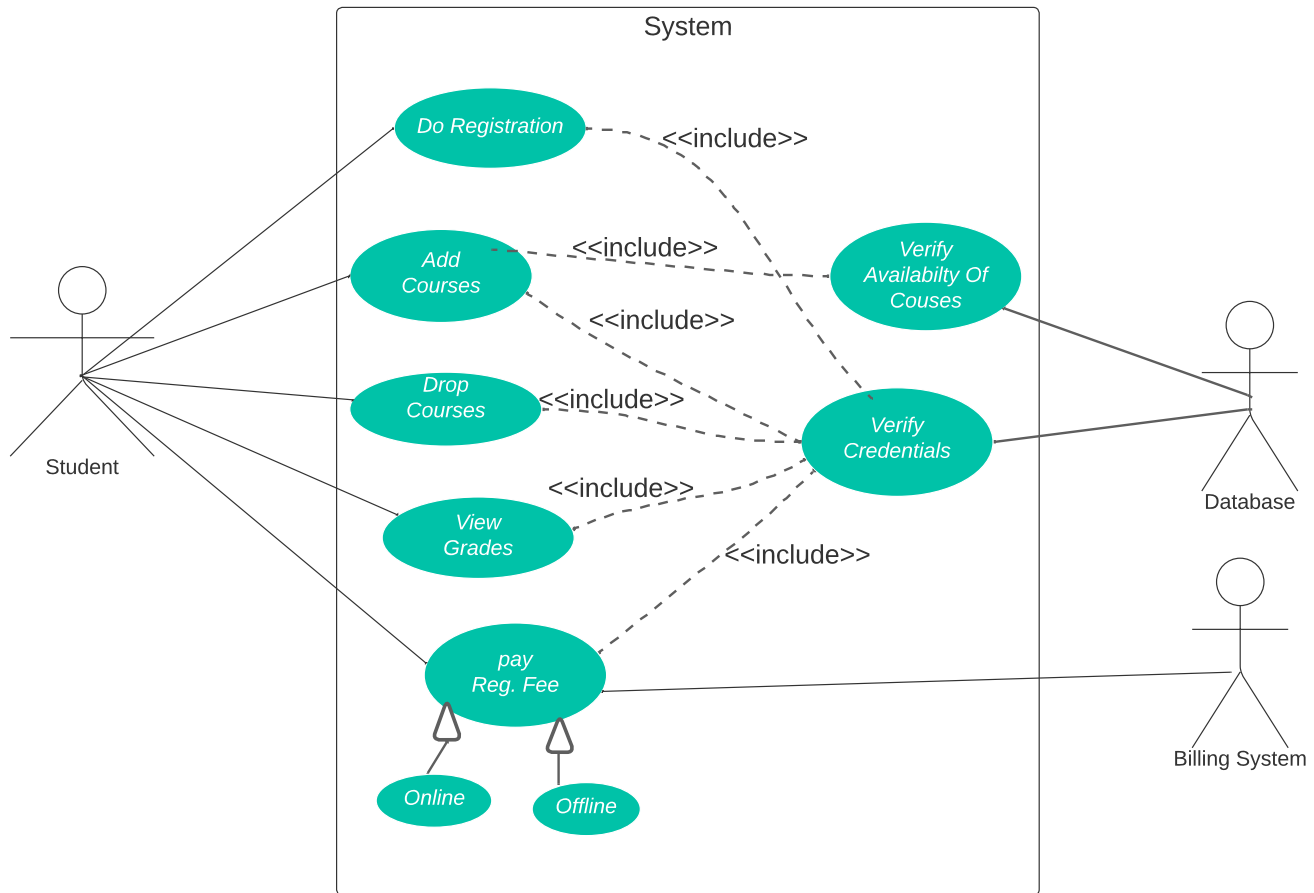 System
Do Registration
<<include>>
Add
Courses
<<include>>
Verify
Availabilty Of
Couses
<<include>>
Drop
Courses
<<include>>
Verify
Credentials
Student
View
Grades
<<include>>
Database
<<include>>
pay
Reg. Fee
Billing System
Online
Offline